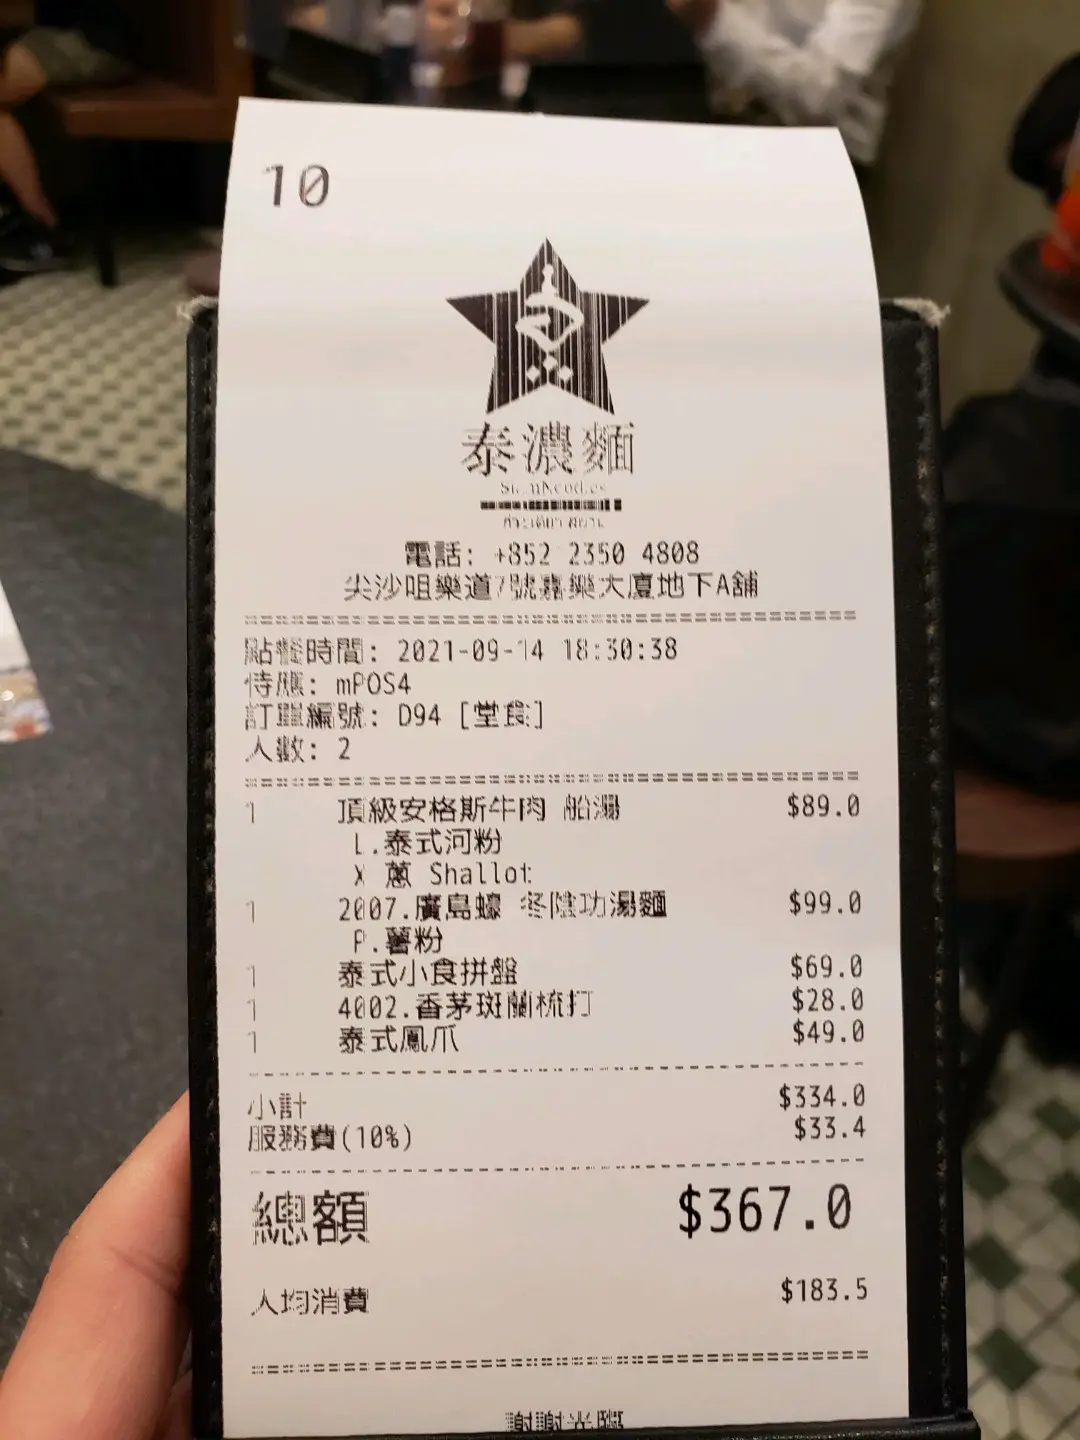 10
泰濃麵
SiamNoodles
電話: +852 2350 4808
尖沙咀樂道7號嘉樂大廈地下A舖
點餐時間: 2021-09-14 18:30:38
侍應: mPOS4
訂單編號: D94 [堂食]
人數: 2
1 頂級安格斯牛肉 船麵 $89.0
L.泰式河粉
X 蔥 Shallot
1 2007.廣島蠔 冬陰功湯麵 $99.0
P.薯粉
1 泰式小食拼盤 $69.0
1 4002.香茅斑蘭梳打 $28.0
1 泰式鳳爪 $49.0
小計 $334.0
服務費(10%) $33.4
總額 $367.0
人均消費 $183.5
謝謝光臨